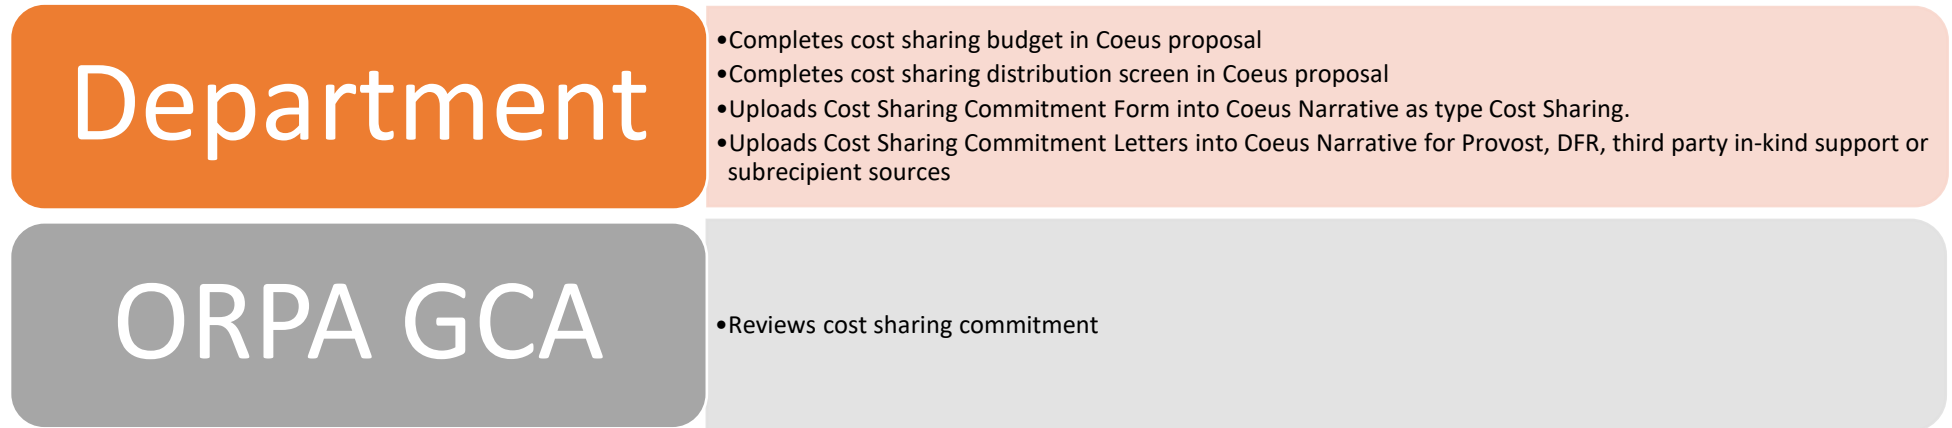 Department
•Completes cost sharing budget in Coeus proposal
•Completes cost sharing distribution screen in Coeus proposal
•Uploads Cost Sharing Commitment Form into Coeus Narrative as type Cost Sharing.
•Uploads Cost Sharing Commitment Letters into Coeus Narrative for Provost, DFR, third party in-kind support or
subrecipient sources
ORPA GCA
•Reviews cost sharing commitment